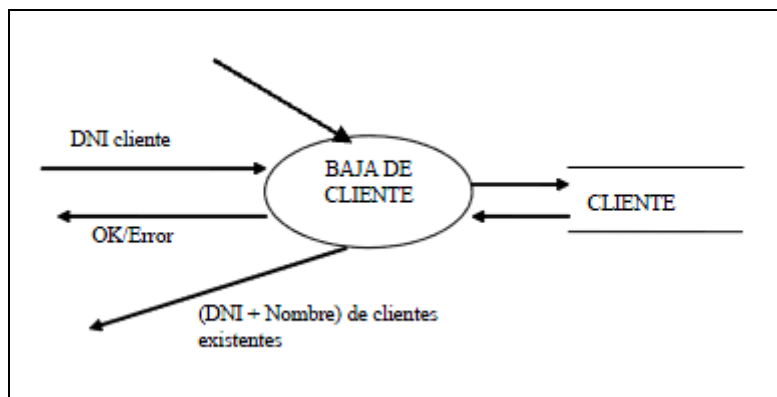 DNI cliente
BAJA DE
CLIENTE
CLIENTE
OK/Error
(DNI + Nombre) de clientes
existentes